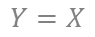 Y = X